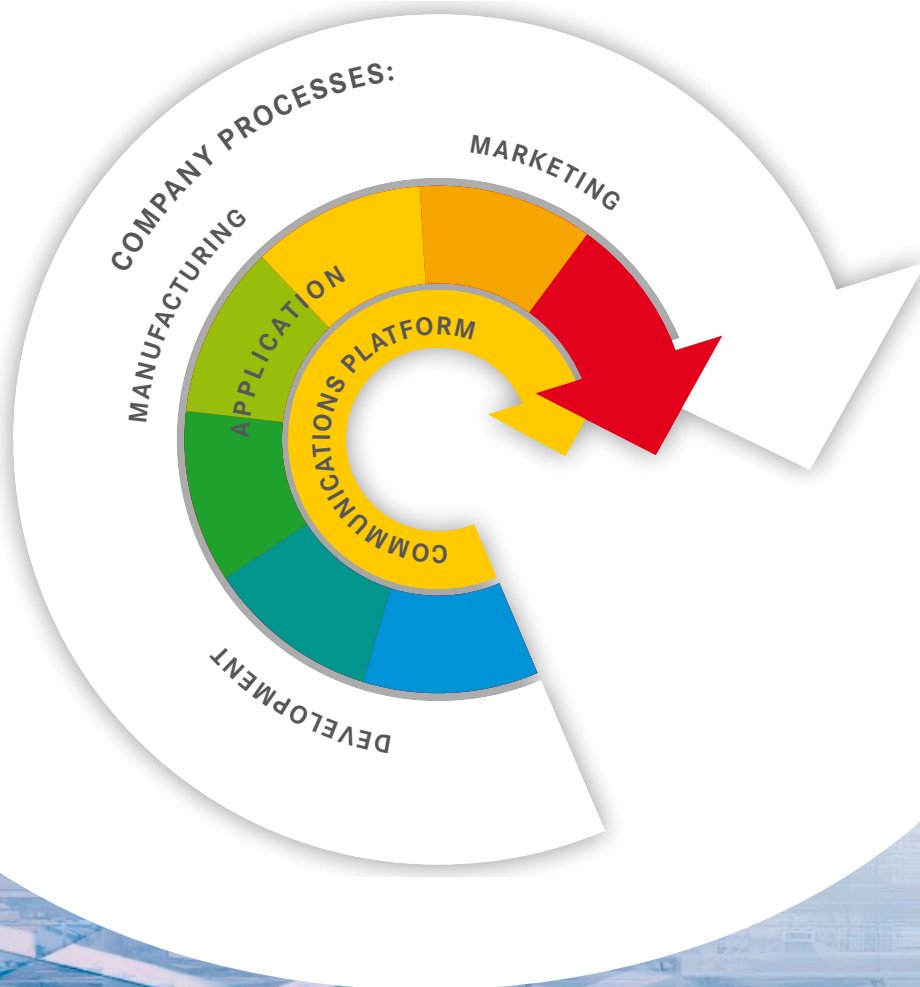 COMPANY PROCESSES:
MARKETING
MANUFACTURING
APPLICATION
COMMUNICATIONS PLATFORM
DEVELOPMENT